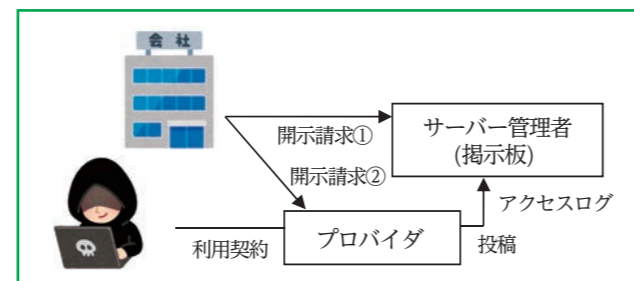 会 社
開示請求①
サーバー管理者
(掲示板)
開示請求②
アクセスログ
利用契約
プロバイダ
投稿